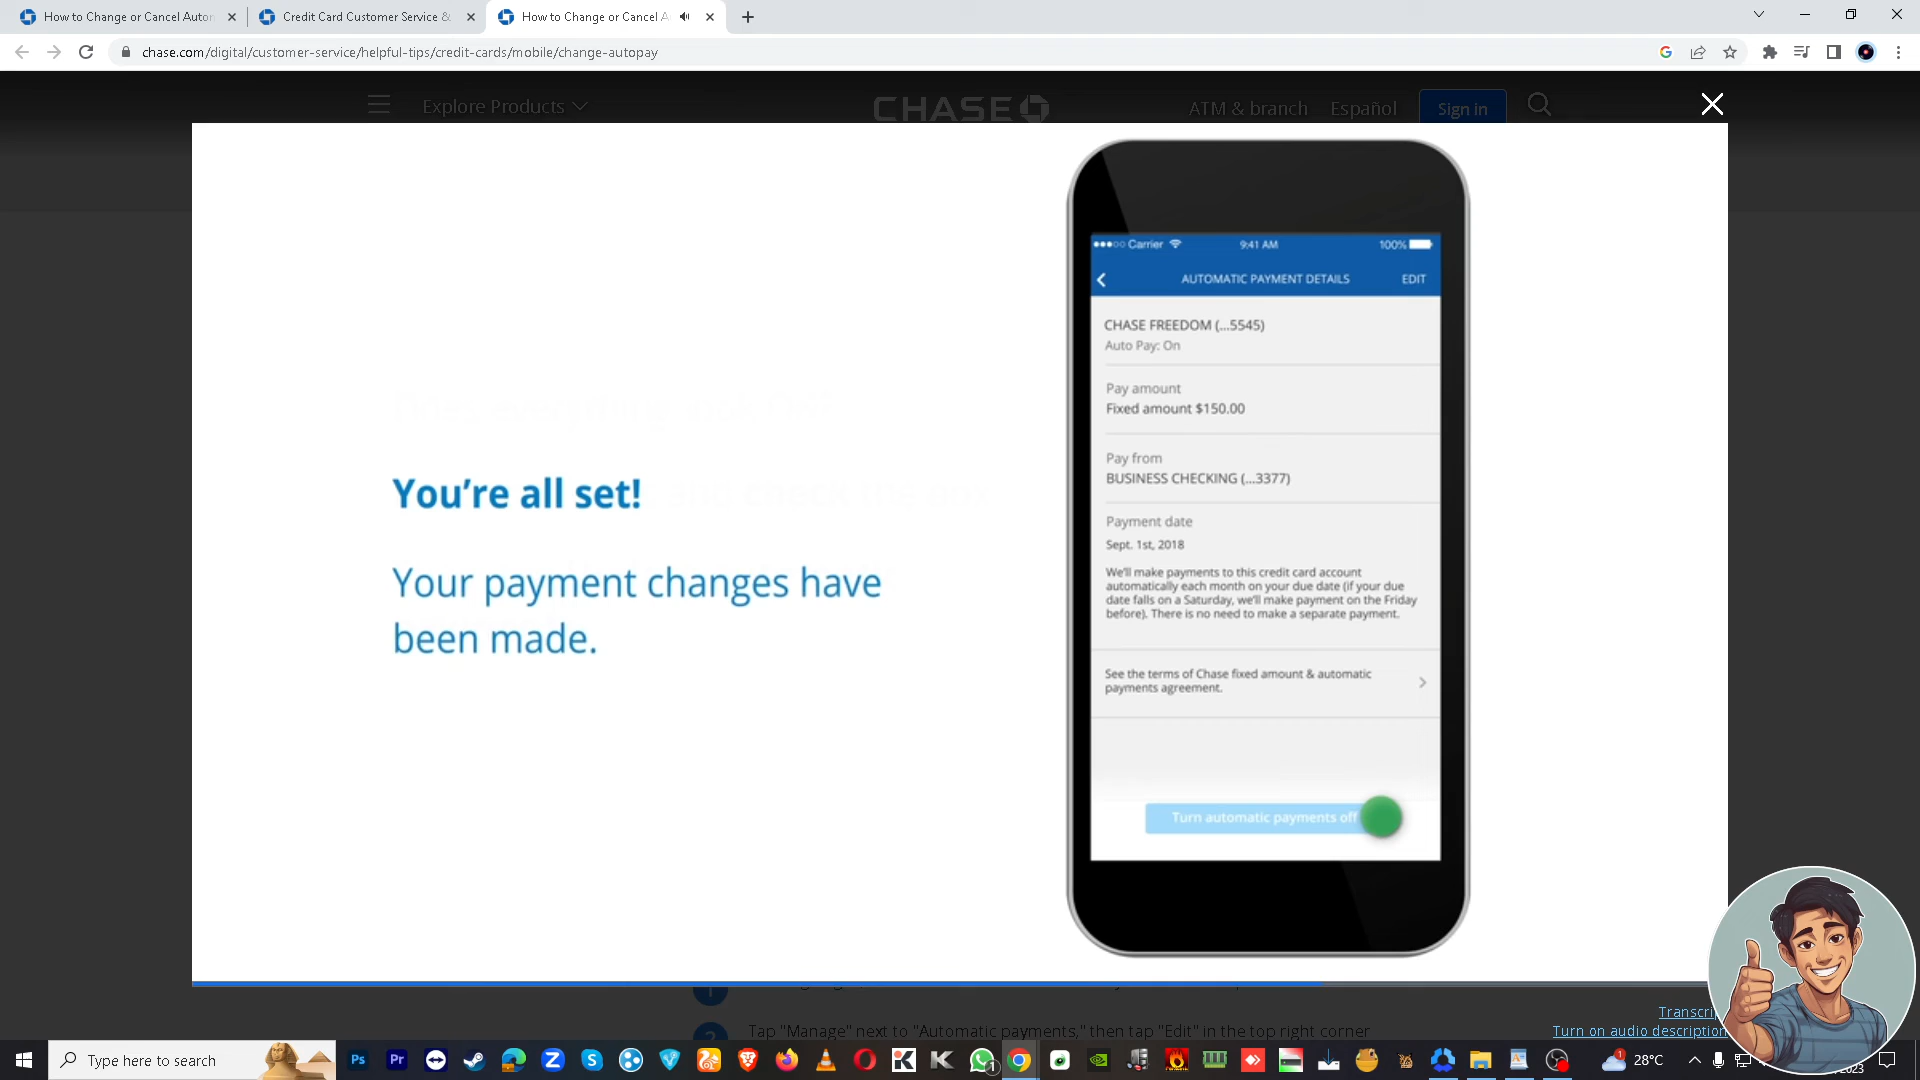 How to Change or Cancel Autor
Credit Card Customer Service &
How to Change or Cancel A
chase.com/digital/customer-service/helpful-tips/credit-cards/mobile/change-autopay
Explore Products
CHASE
ATM & branch
Español
Sign in
Carrier
9:41 AM
100%
AUTOMATIC PAYMENT DETAILS
EDIT
CHASE FREEDOM (...5545)
Auto Pay: On
Pay amount
Fixed amount $150.00
Pay from
BUSINESS CHECKING (...3377)
Payment date
Sept. 1st, 2018
We'll make payments to this credit card account
automatically each month on your due date (if your due
date falls on a Saturday, we'll make payment on the Friday
before). There is no need to make a separate payment.
See the terms of Chase fixed amount & automatic
payments agreement.
Turn automatic payments off
You're all set!
Your payment changes have
been made.
Tap "Manage" next to "Automatic payments," then tap "Edit" in the top right corner
Transcrip
Turn on audio description
Type here to search
Ps
Pr
28°C
2023